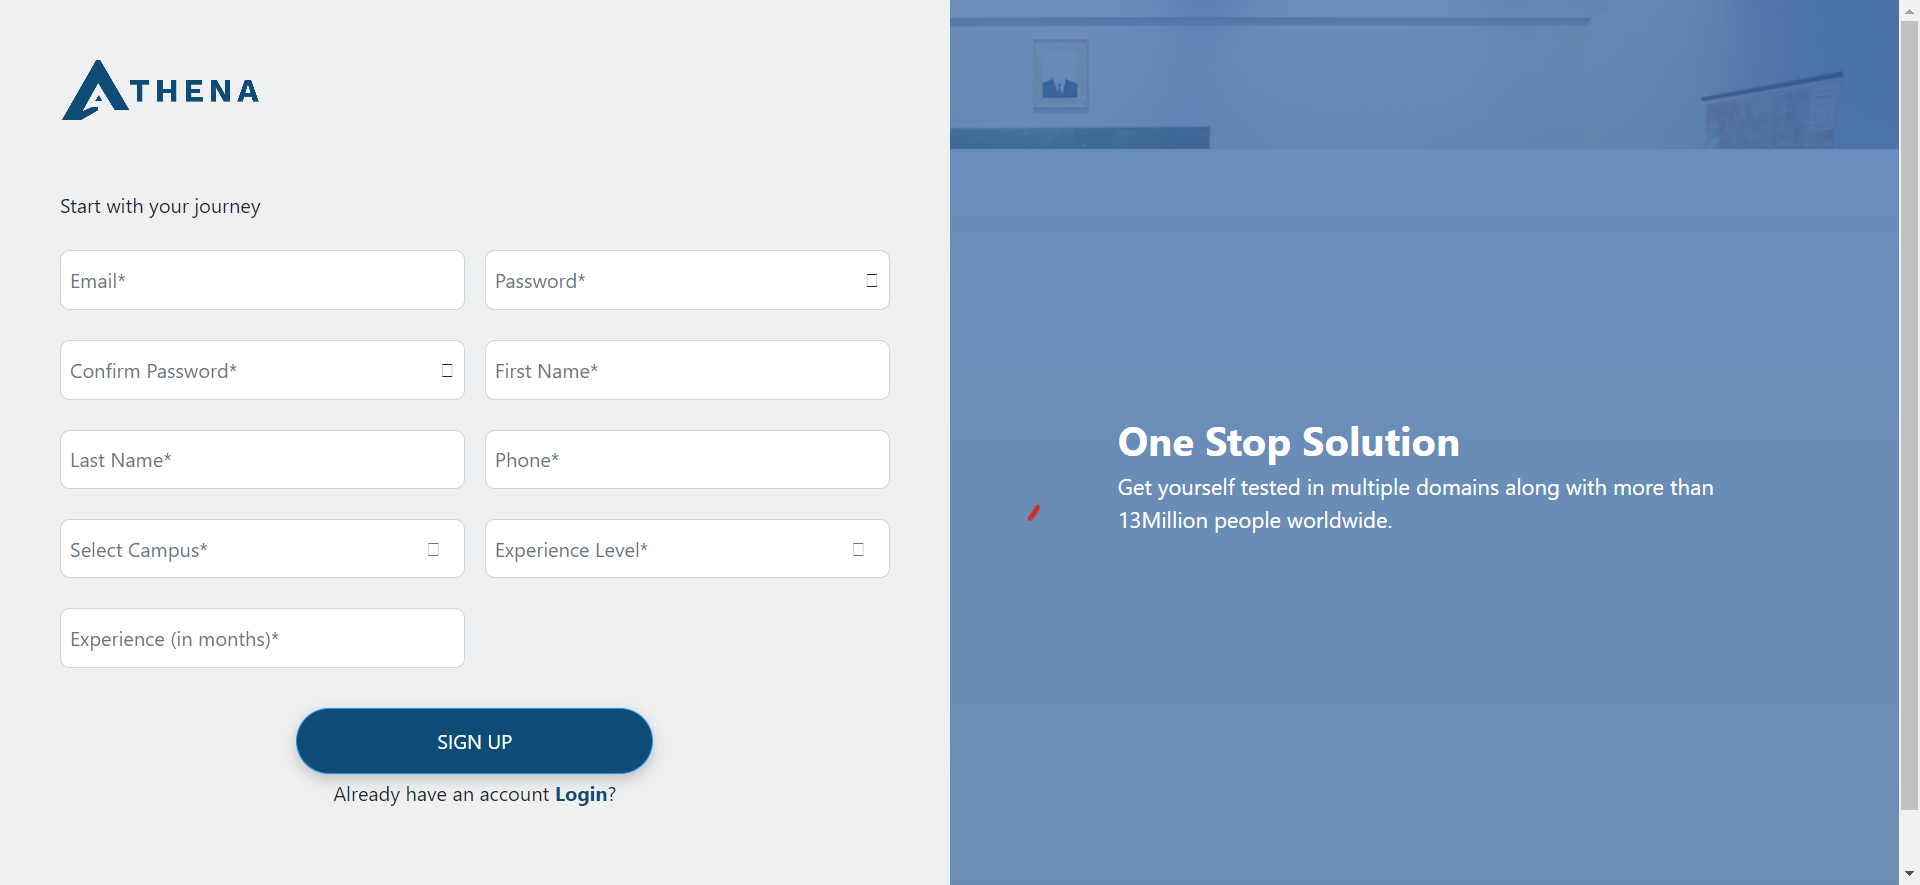 ATHENA
Start with your journey
Email*
Password*
Confirm Password*
First Name*
Last Name*
Phone*
Select Campus*
Experience Level*
Experience (in months)*
SIGN UP
Already have an account Login?
One Stop Solution
Get yourself tested in multiple domains along with more than
13Million people worldwide.